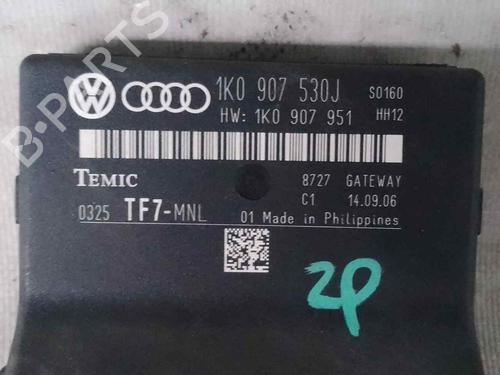 1K0 907 530J S0160
HW: 1K0 907 951 HH12
TEMIC 8727 GATEWAY
C1 14.09.06
0325 TF7-MNL 01 Made in Philippines
2P
B-PARTS